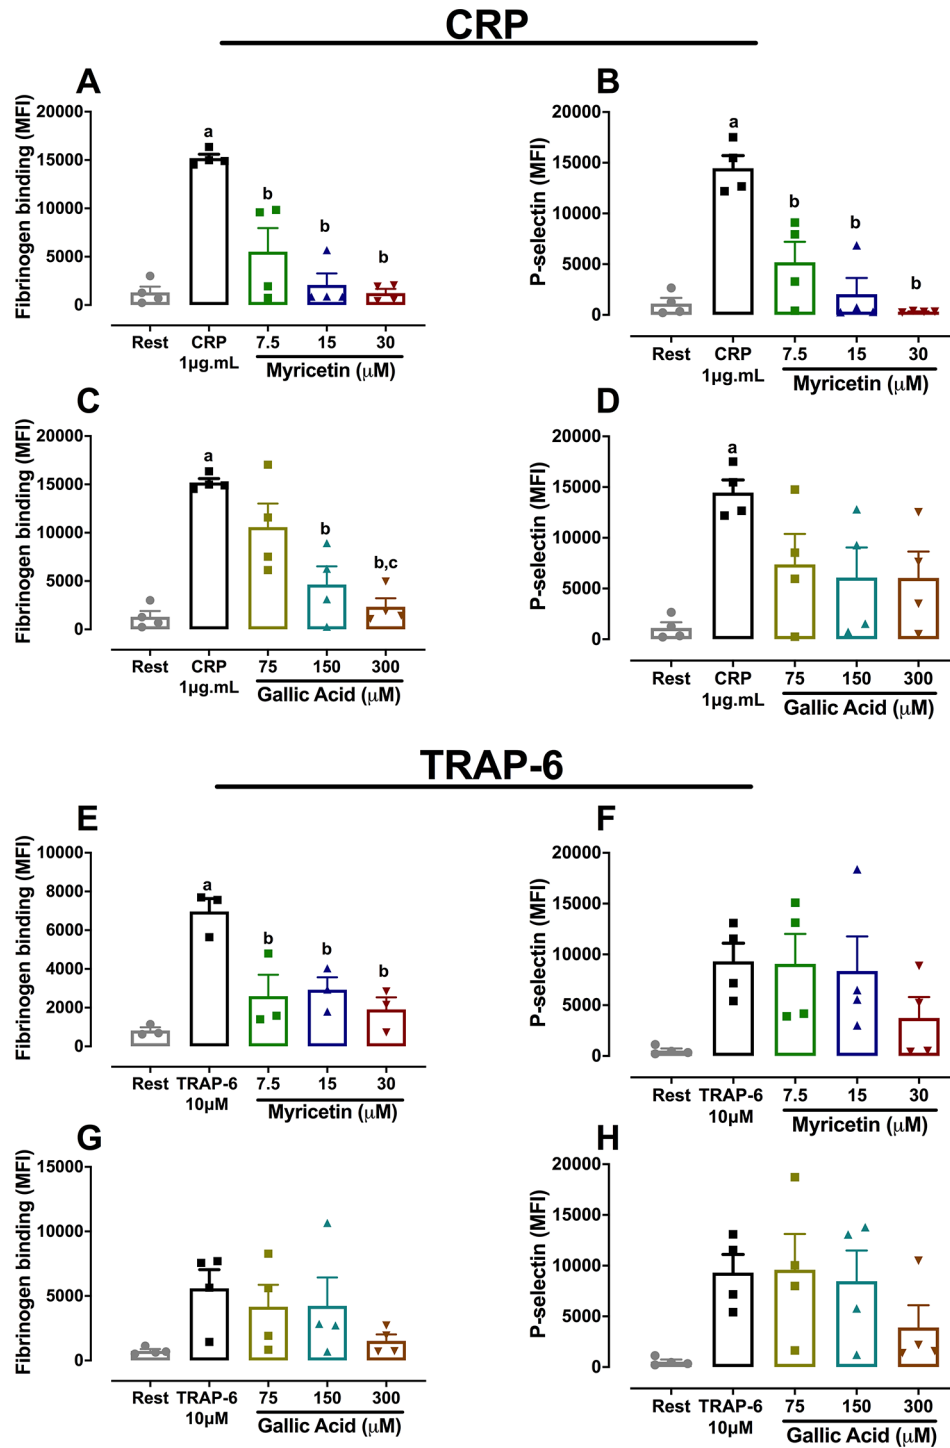 CRP
A
Fibrinogen binding (MFI)
20000
15000
10000
5000
0
a
b
b
b
Rest CRP 7.5 15 30
1µg.mL Myricetin (µM)
B
P-selectin (MFI)
20000
15000
10000
5000
0
a
b
b
b
Rest CRP 7.5 15 30
1µg.mL Myricetin (µM)
C
Fibrinogen binding (MFI)
20000
15000
10000
5000
0
a
b
b,c
Rest CRP 75 150 300
1µg.mL Gallic Acid (µM)
D
P-selectin (MFI)
20000
15000
10000
5000
0
a
Rest CRP 75 150 300
1µg.mL Gallic Acid (µM)
TRAP-6
E
Fibrinogen binding (MFI)
10000
8000
6000
4000
2000
0
a
b
b
b
Rest TRAP-6 7.5 15 30
10µM Myricetin (µM)
F
P-selectin (MFI)
20000
15000
10000
5000
0
Rest TRAP-6 7.5 15 30
10µM Myricetin (µM)
G
Fibrinogen binding (MFI)
15000
10000
5000
0
Rest TRAP-6 75 150 300
10µM Gallic Acid (µM)
H
P-selectin (MFI)
20000
15000
10000
5000
0
Rest TRAP-6 75 150 300
10µM Gallic Acid (µM)